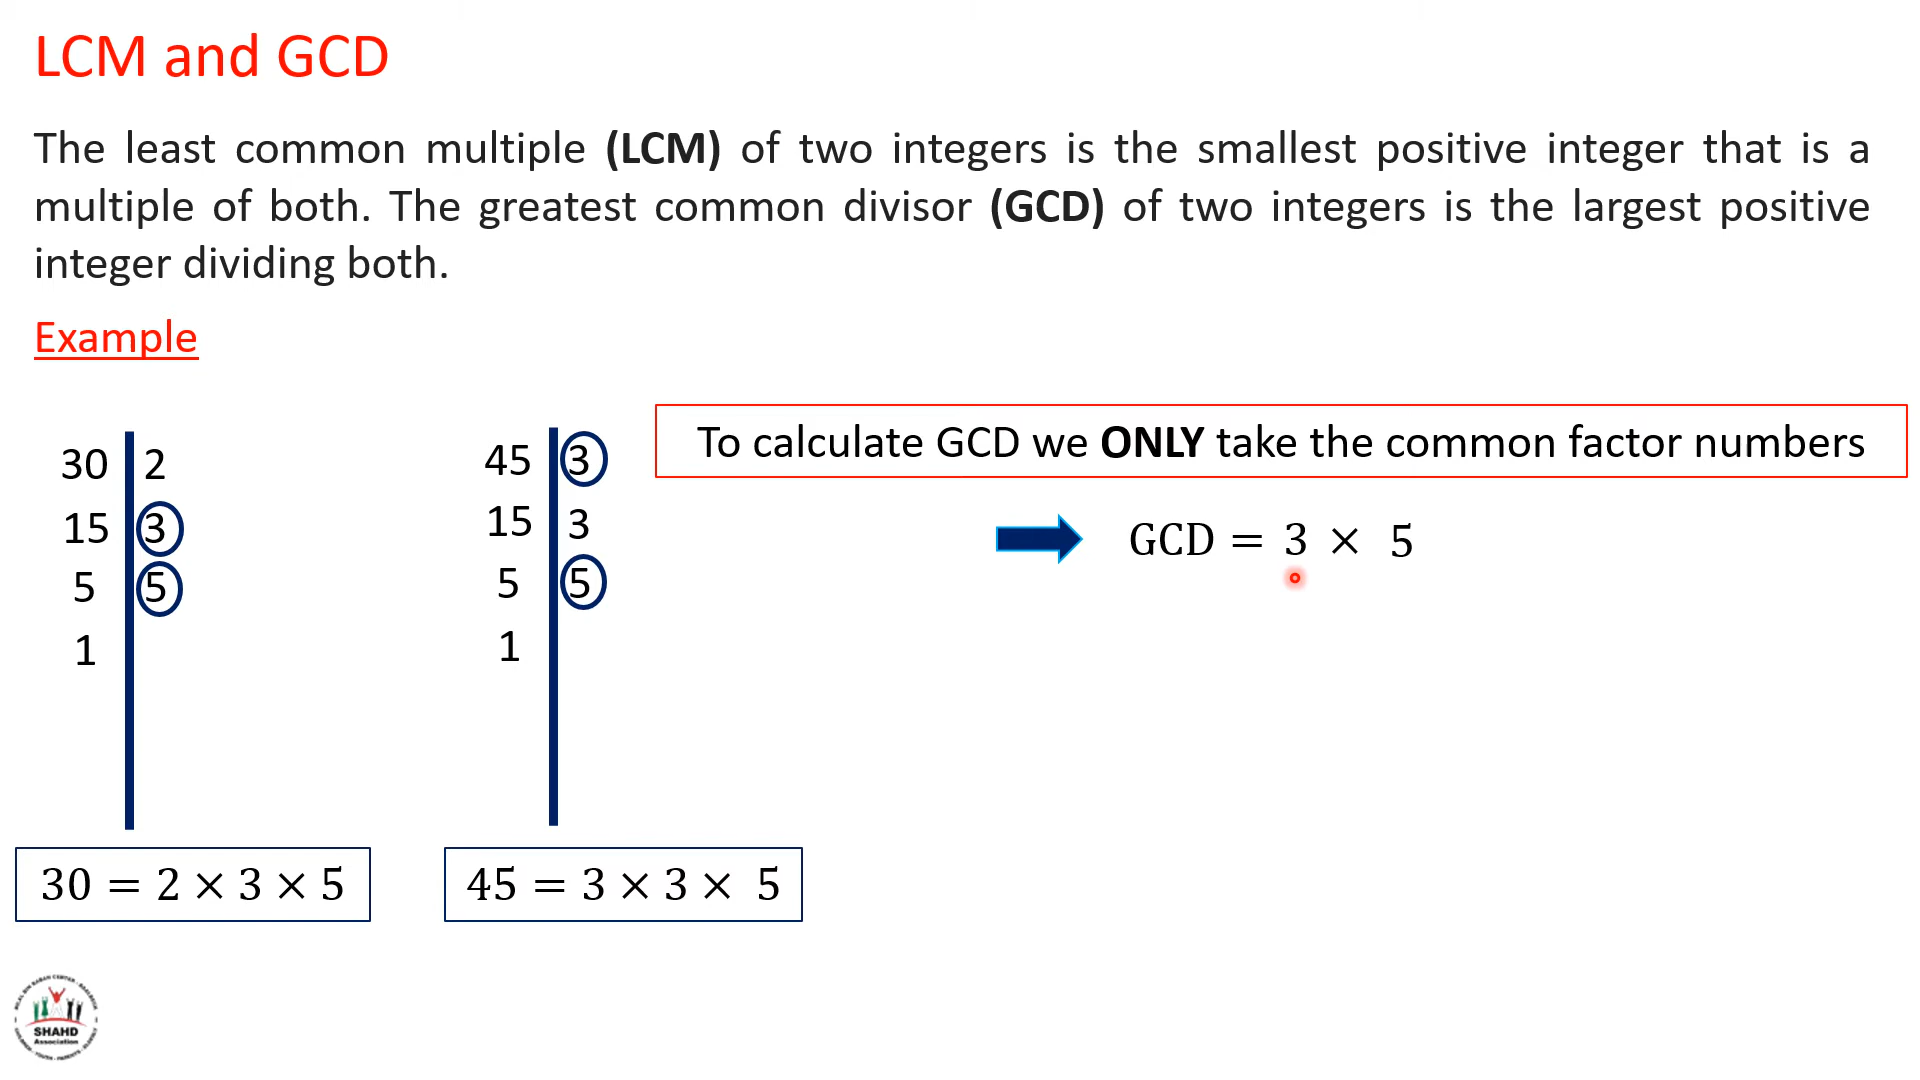 LCM and GCD
The least common multiple (LCM) of two integers is the smallest positive integer that is a
multiple of both. The greatest common divisor (GCD) of two integers is the largest positive
integer dividing both.
Example
To calculate GCD we ONLY take the common factor numbers
30 2
15 3
5 5
1
45 3
15 3
5 5
1
GCD = 3 × 5
30 = 2 × 3 × 5
45 = 3 × 3 × 5
SHAHD
Association